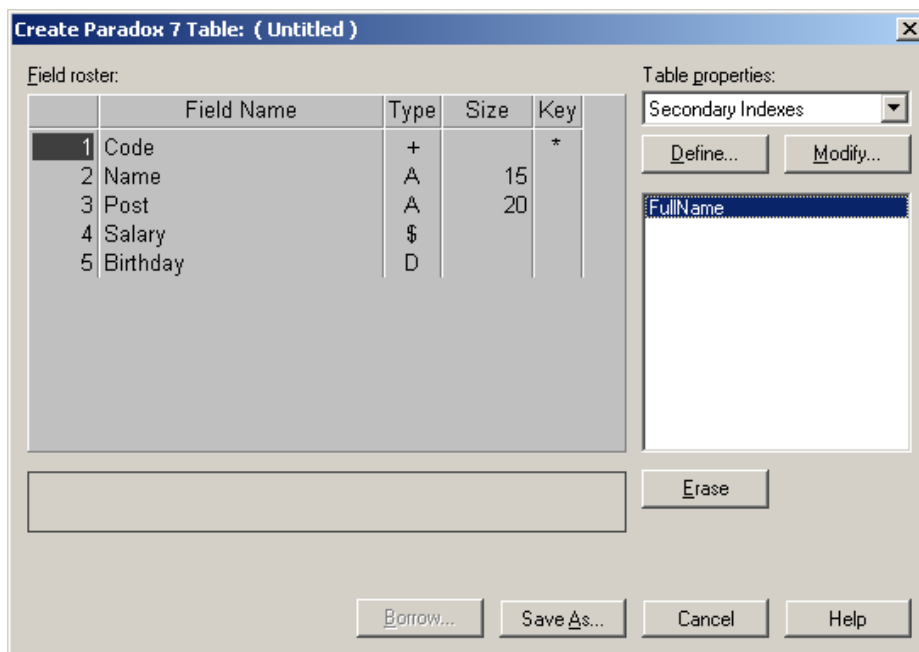 Create Paradox 7 Table: ( Untitled )
Field roster:
Field Name Type Size Key
1 Code + *
2 Name A 15
3 Post A 20
4 Salary $
5 Birthday D
Table properties:
Secondary Indexes
Define... Modify...
FullName
Erase
Borrow... Save As... Cancel Help